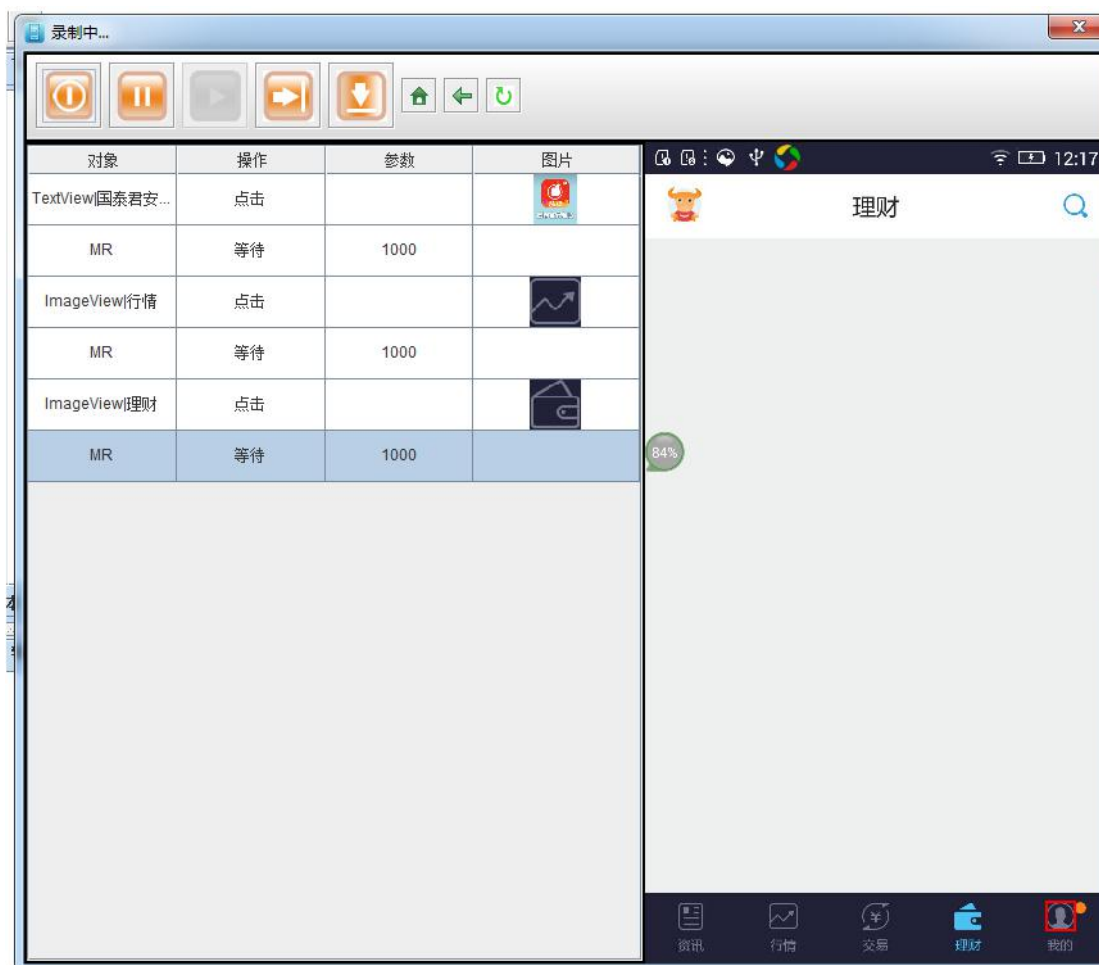 录制中...
对象 操作 参数 图片
TextView|国泰君安... 点击
MR 等待 1000
ImageView|行情 点击
MR 等待 1000
ImageView|理财 点击
MR 等待 1000
12:17
理财
84%
资讯 行情 交易 理财 我的